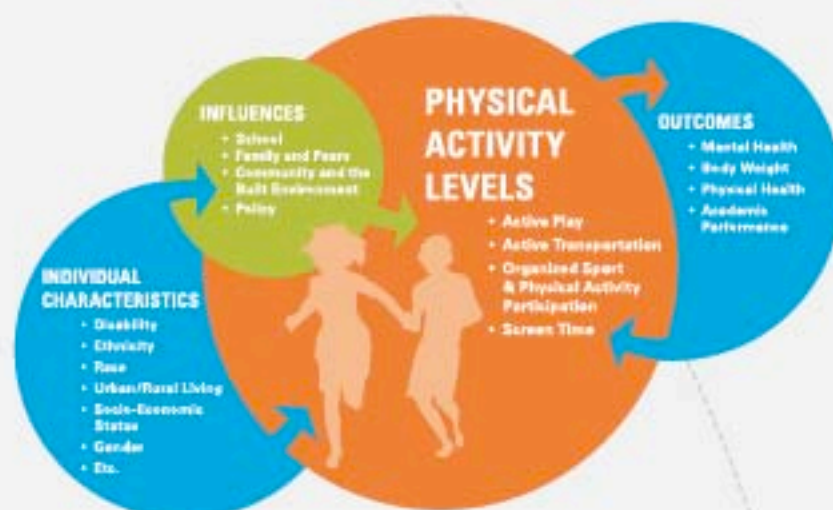 INFLUENCES
• School
• Family and Peers
• Community and the
Built Environment
• Policy
PHYSICAL
ACTIVITY
LEVELS
• Active Play
• Active Transportation
• Organized Sport
& Physical Activity
Participation
• Screen Time
OUTCOMES
• Mental Health
• Body Weight
• Physical Health
• Academic
Performance
INDIVIDUAL
CHARACTERISTICS
• Disability
• Ethnicity
• Race
• Urban/Rural Living
• Socio-Economic
Status
• Gender
• Etc.